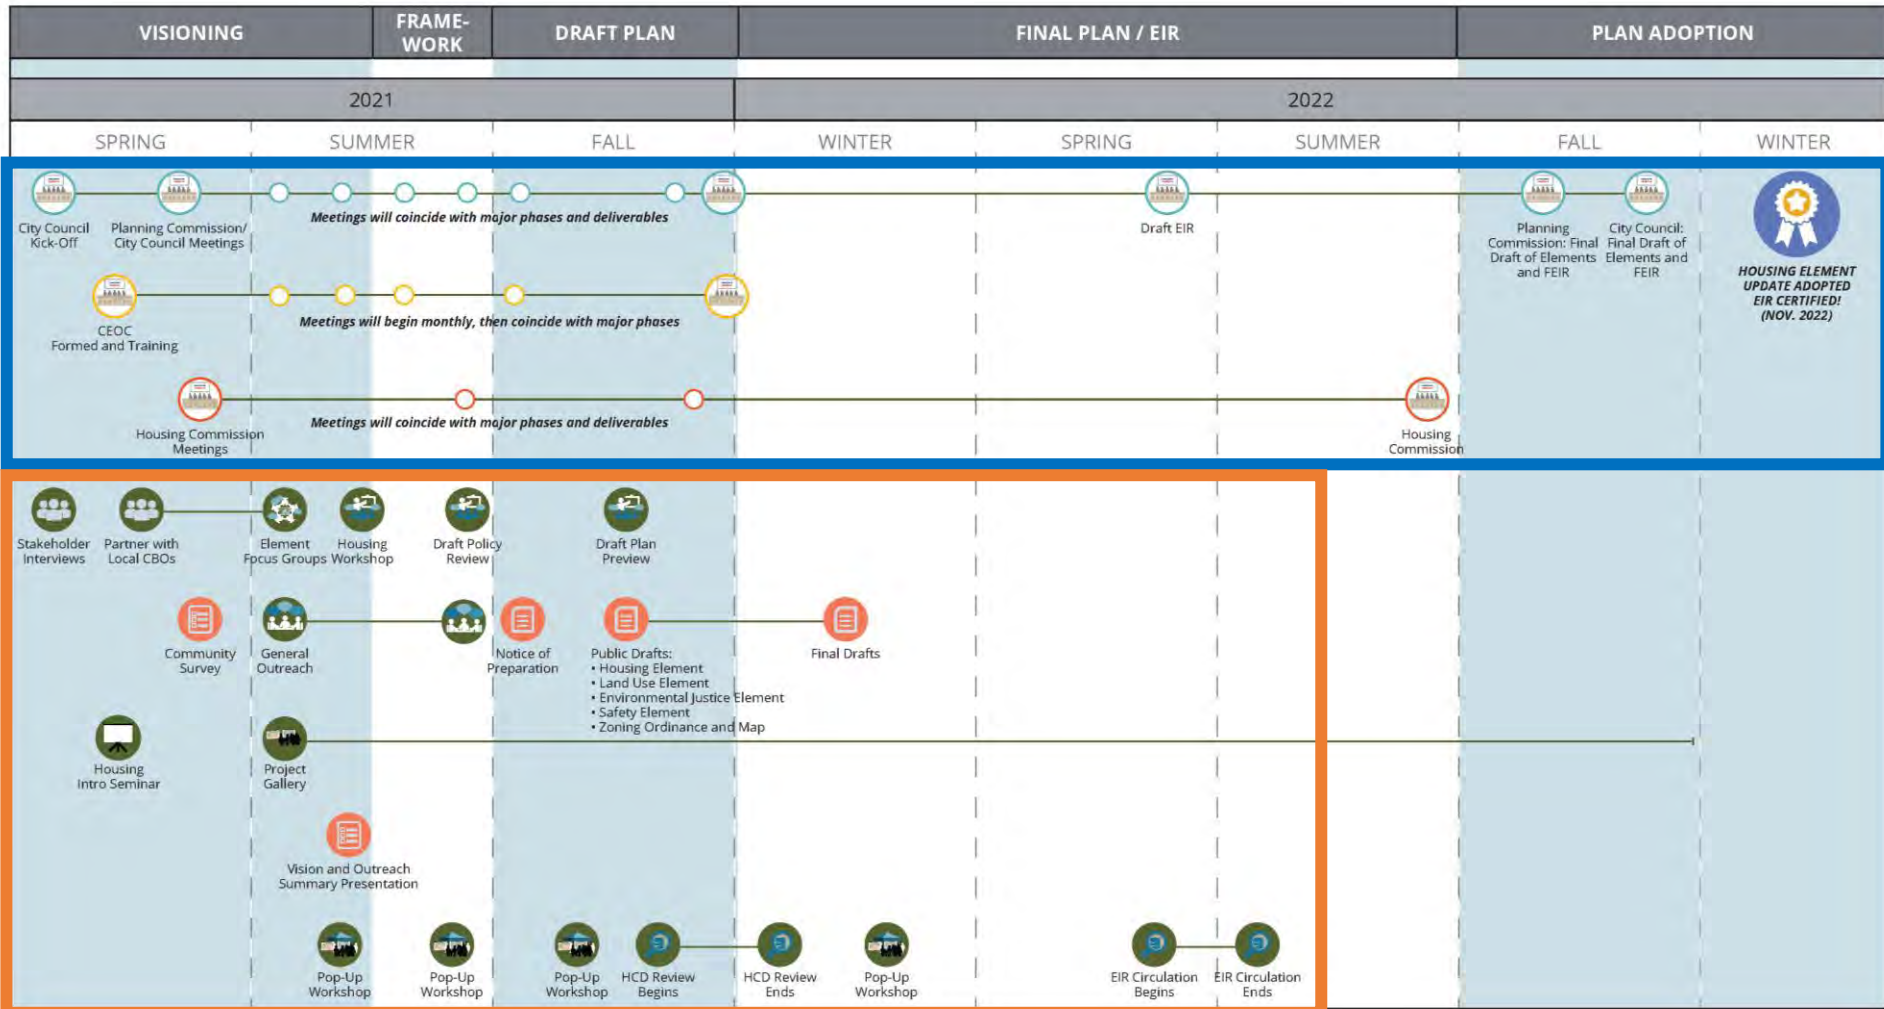 VISIONING
FRAME-
WORK
DRAFT PLAN
FINAL PLAN / EIR
PLAN ADOPTION
2021
2022
SPRING
SUMMER
FALL
WINTER
SPRING
SUMMER
FALL
WINTER
City Council
Kick-Off
Planning Commission/
City Council Meetings
Meetings will coincide with major phases and deliverables
Draft EIR
Planning
Commission: Final
Draft of Elements
and FEIR
City Council:
Final Draft of
Elements and
FEIR
HOUSING ELEMENT
UPDATE ADOPTED
EIR CERTIFIED!
(NOV. 2022)
CEOC
Formed and Training
Meetings will begin monthly, then coincide with major phases
Housing Commission
Meetings
Meetings will coincide with major phases and deliverables
Housing
Commission
Stakeholder
Interviews
Partner with
Local CBOs
Element
Focus Groups
Housing
Workshop
Draft Policy
Review
Draft Plan
Preview
Community
Survey
General
Outreach
Notice of
Preparation
Public Drafts:
• Housing Element
• Land Use Element
• Environmental Justice Element
• Safety Element
• Zoning Ordinance and Map
Final Drafts
Housing
Intro Seminar
Project
Gallery
Vision and Outreach
Summary Presentation
Pop-Up
Workshop
Pop-Up
Workshop
Pop-Up
Workshop
HCD Review
Begins
HCD Review
Ends
Pop-Up
Workshop
EIR Circulation
Begins
EIR Circulation
Ends